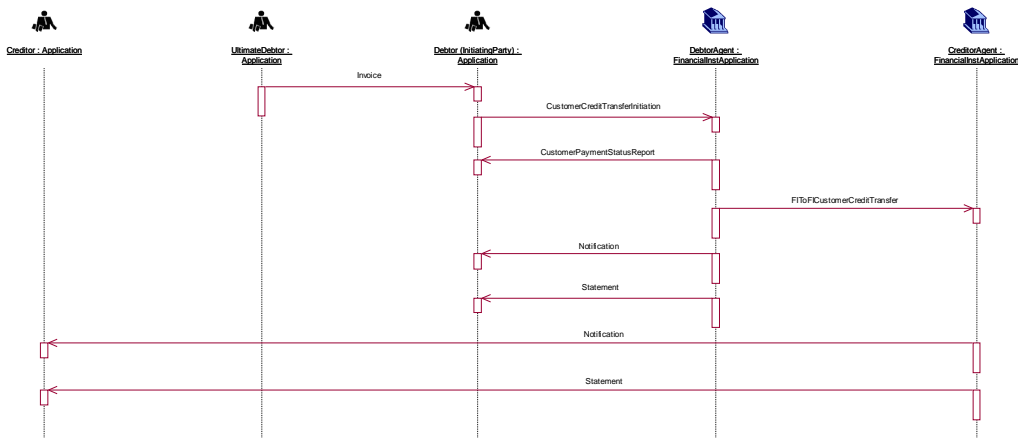 Creditor : Application
UltimateDebtor :
Application
Debtor (InitiatingParty) :
Application
DebtorAgent :
FinancialInstApplication
CreditorAgent :
FinancialInstApplication
Invoice
CustomerCreditTransferInitiation
CustomerPaymentStatusReport
FIToFICustomerCreditTransfer
Notification
Statement
Notification
Statement